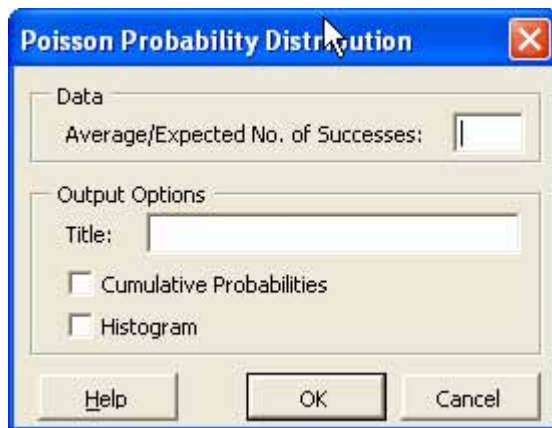 Poisson Probability Distribution
Data
Average/Expected No. of Successes:
Output Options
Title:
Cumulative Probabilities
Histogram
Help OK Cancel